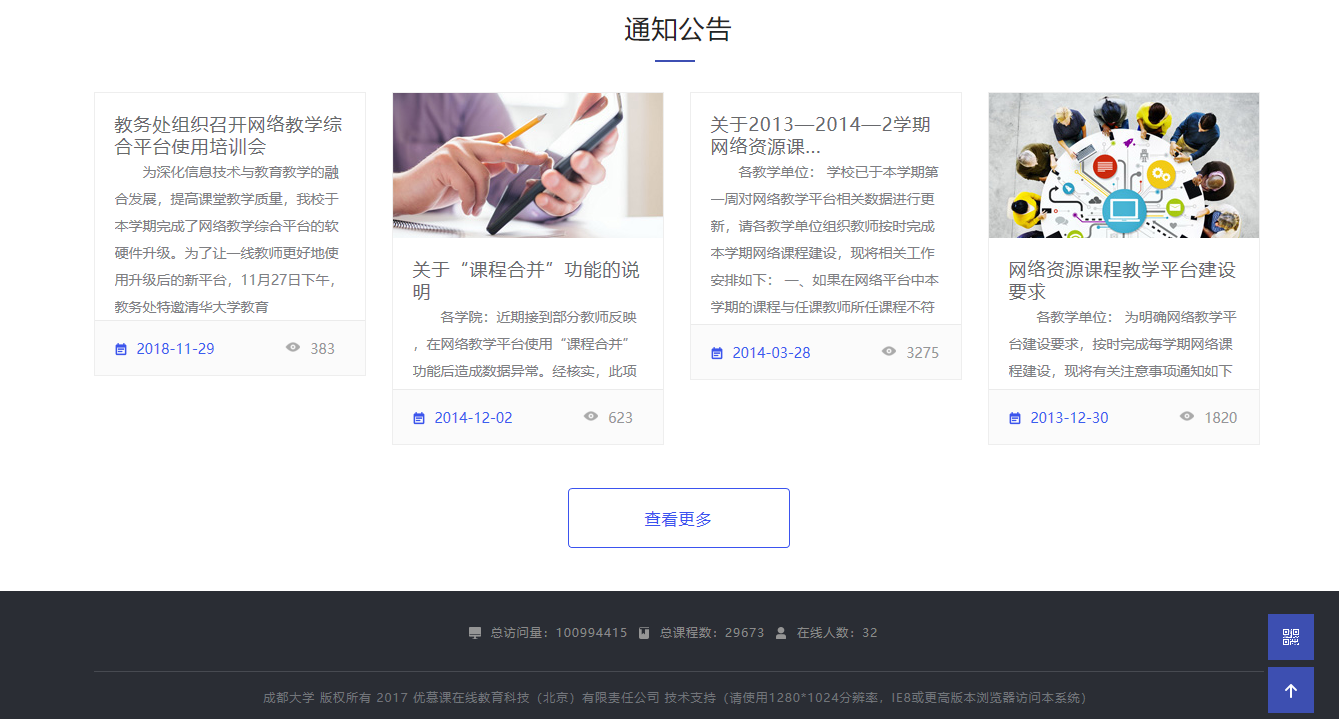 通知公告
教务处组织召开网络教学综
合平台使用培训会
为深化信息技术与教育教学的融
合发展，提高课堂教学质量，我校于
本学期完成了网络教学综合平台的软
硬件升级。为了让一线教师更好地使
用升级后的新平台，11月27日下午，
教务处特邀清华大学教育
2018-11-29
383
关于“课程合并”功能的说
明
各学院：近期接到部分教师反映
，在网络教学平台使用“课程合并”
功能后造成数据异常。经核实，此项
2014-12-02
623
关于2013—2014—2学期
网络资源课...
各教学单位： 学校已于本学期第
一周对网络教学平台相关数据进行更
新，请各教学单位组织教师按时完成
本学期网络课程建设，现将相关工作
安排如下： 一、如果在网络平台中本
学期的课程与任课教师所任课程不符
2014-03-28
3275
网络资源课程教学平台建设
要求
各教学单位： 为明确网络教学平
台建设要求，按时完成每学期网络课
程建设，现将有关注意事项通知如下
2013-12-30
1820
查看更多
总访问量：100994415 总课程数：29673 在线人数：32
成都大学 版权所有 2017 优慕课在线教育科技（北京）有限责任公司 技术支持（请使用1280*1024分辨率，IE8或更高版本浏览器访问本系统）